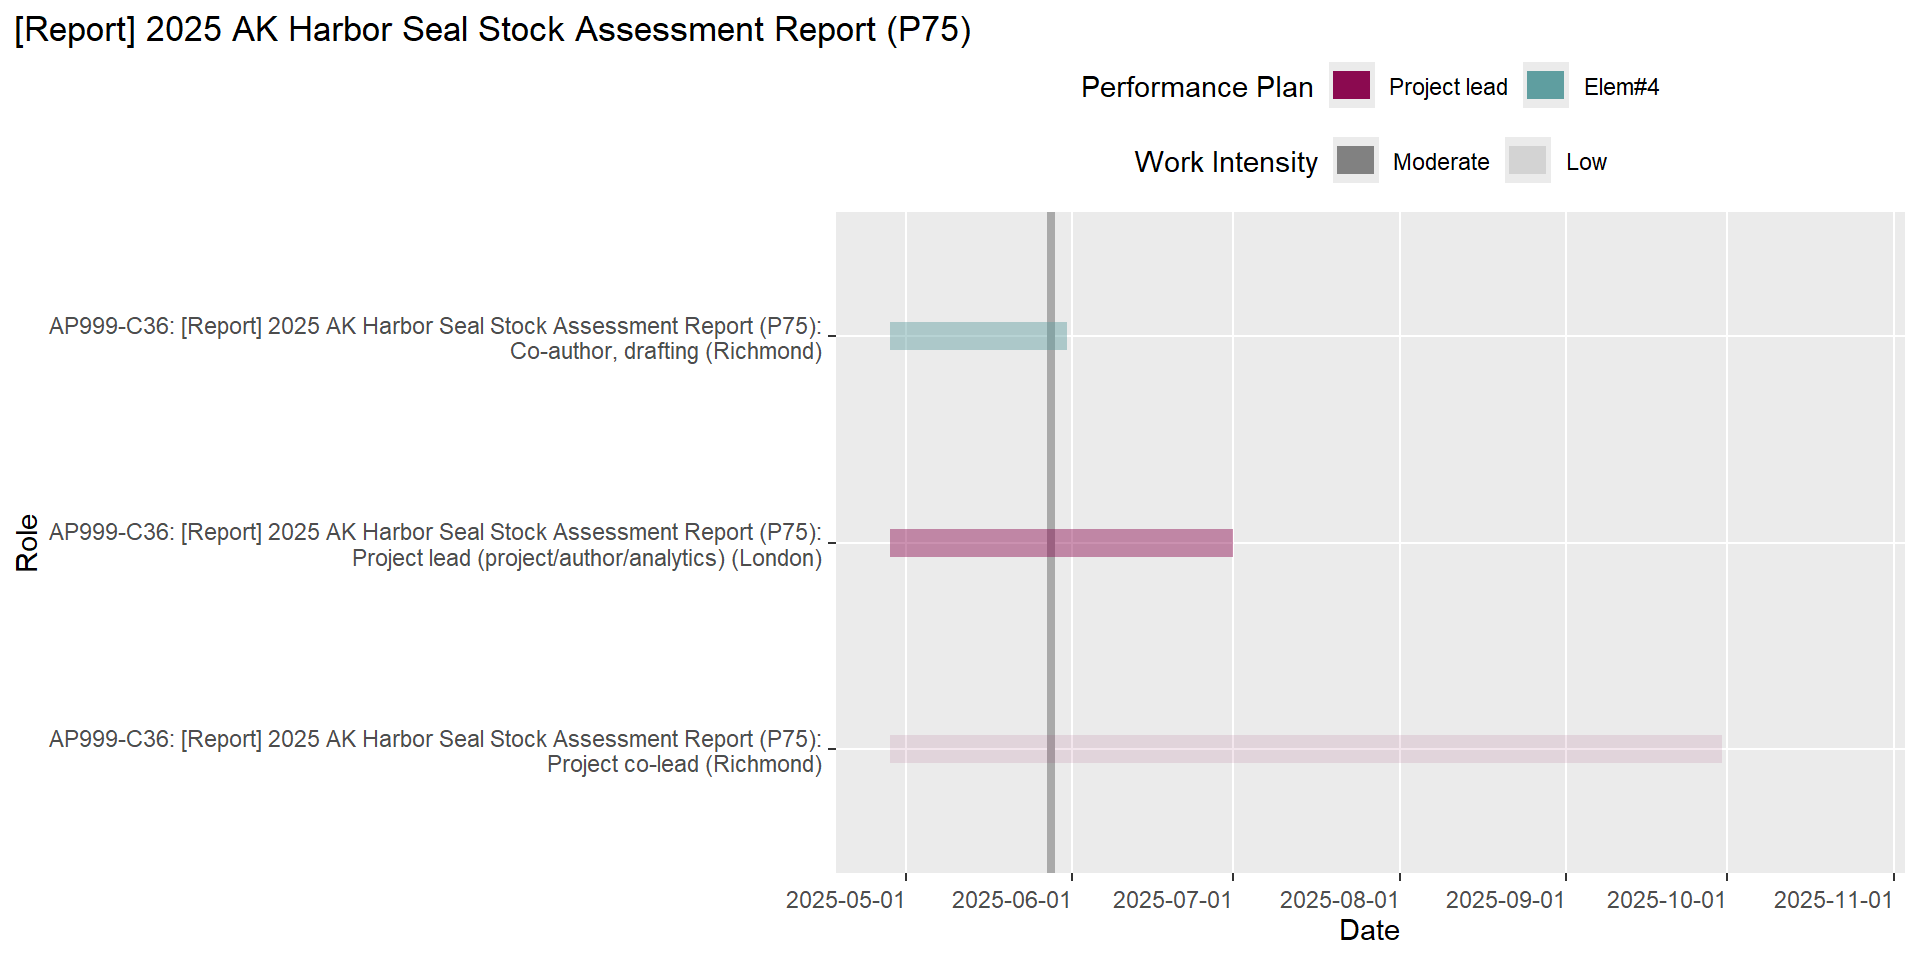 [Report] 2025 AK Harbor Seal Stock Assessment Report (P75)
Performance Plan Project lead Elem#4
Work Intensity Moderate Low
AP999-C36: [Report] 2025 AK Harbor Seal Stock Assessment Report (P75):
Co-author, drafting (Richmond)
Role
AP999-C36: [Report] 2025 AK Harbor Seal Stock Assessment Report (P75):
Project lead (project/author/analytics) (London)
AP999-C36: [Report] 2025 AK Harbor Seal Stock Assessment Report (P75):
Project co-lead (Richmond)
2025-05-01 2025-06-01 2025-07-01 2025-08-01 2025-09-01 2025-10-01 2025-11-01
Date